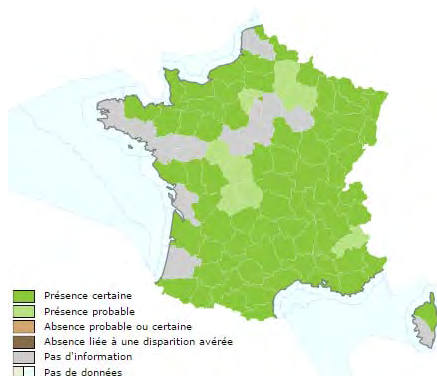 Présence certaine
Présence probable
Absence probable ou certaine
Absence liée à une disparition avérée
Pas d'information
Pas de données